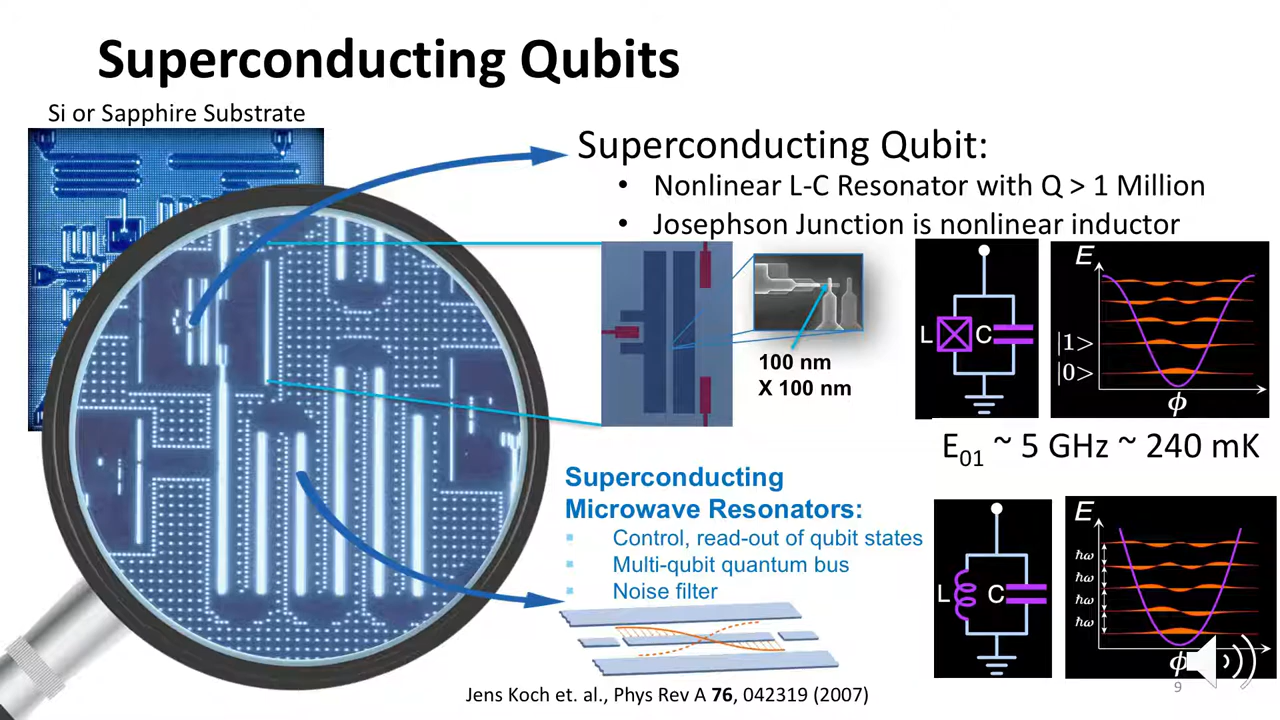 Superconducting Qubits
Si or Sapphire Substrate
Superconducting Qubit:
• Nonlinear L-C Resonator with Q > 1 Million
• Josephson Junction is nonlinear inductor
100 nm
X 100 nm
L C
E
|1>
|0>
ϕ
E₀₁ ~ 5 GHz ~ 240 mK
Superconducting
Microwave Resonators:
▪ Control, read-out of qubit states
▪ Multi-qubit quantum bus
▪ Noise filter
L C
E
ħω
ħω
ħω
ħω
ϕ
Jens Koch et. al., Phys Rev A 76, 042319 (2007)
9